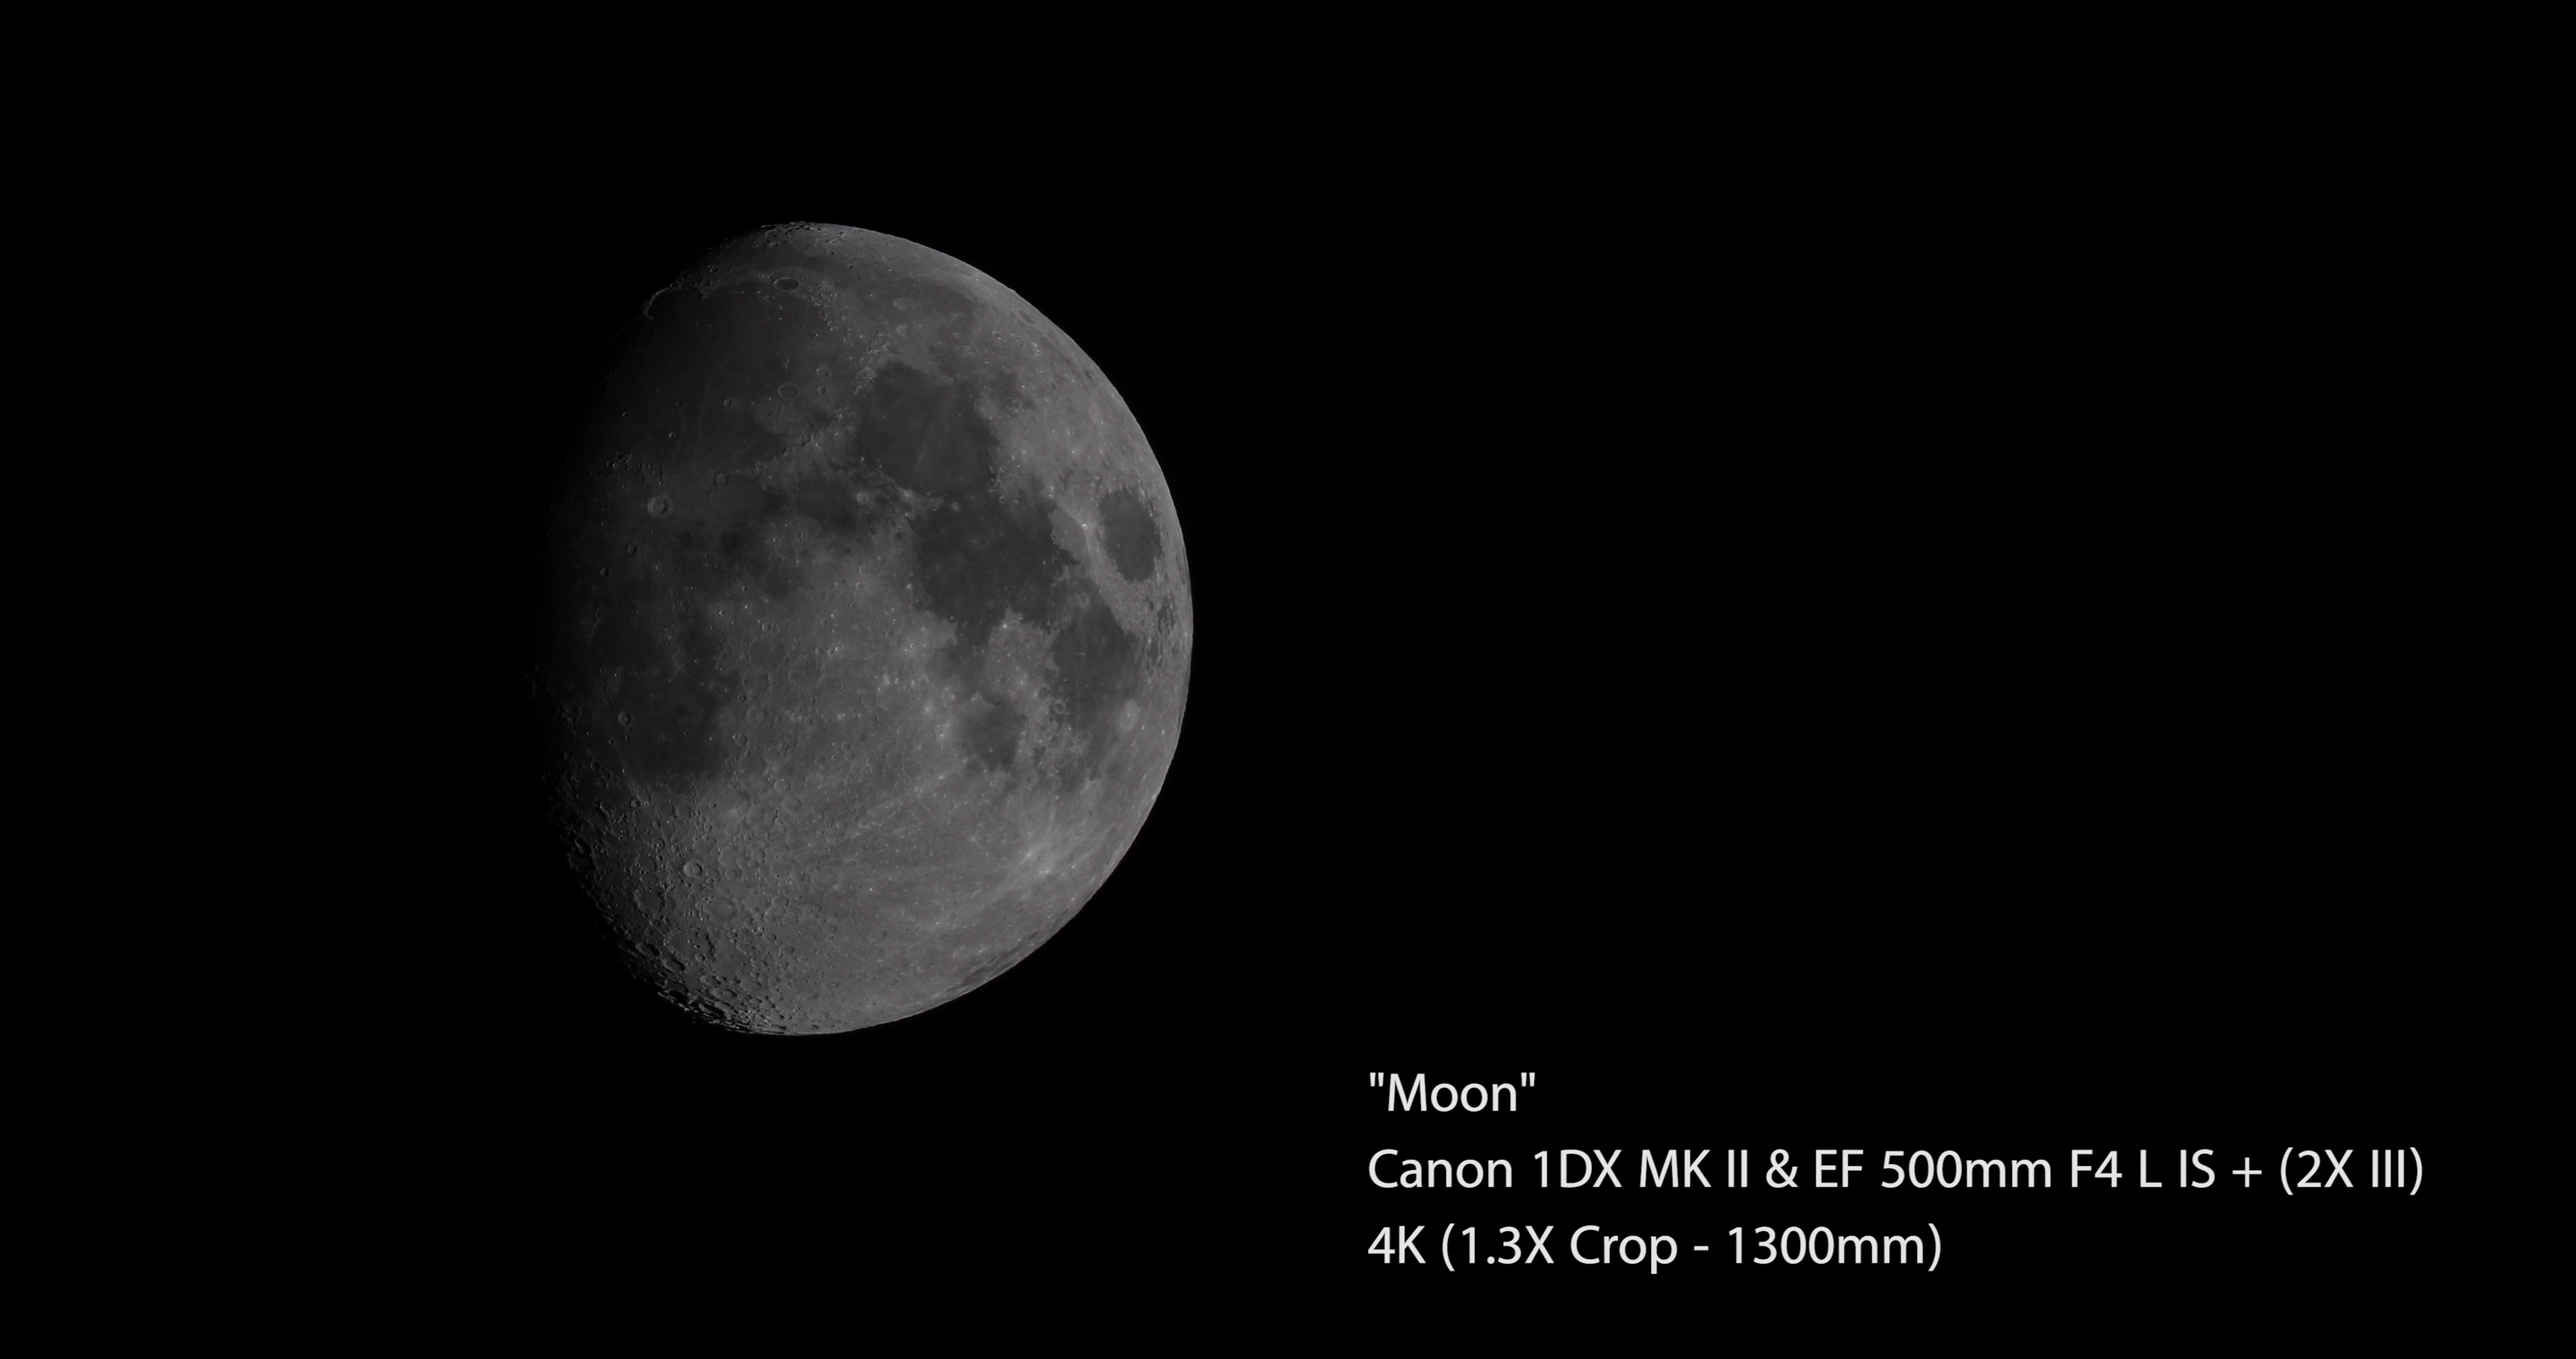 "Moon"
Canon 1DX MK II & EF 500mm F4 L IS + (2X III)
4K (1.3X Crop - 1300mm)